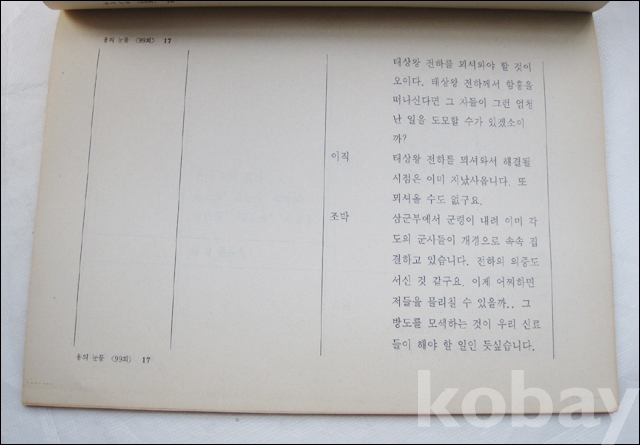 용의 눈물 (99회) 17
태상왕 전하를 뫼셔와야 할 것이
오이다. 태상왕 전하께서 함흥을
떠나신다면 그 자들이 그런 엄청
난 일을 도모할 수가 있겠소이
까?
이직 태상왕 전하를 뫼셔와서 해결될
시점은 이미 지났사옵니다. 또
뫼셔올 수도 없구요.
조박 삼군부에서 군령이 내려 이미 각
도의 군사들이 개경으로 속속 집
결하고 있습니다. 전하의 의중도
서신 것 같구요. 이제 어찌하면
저들을 물리칠 수 있을까.. 그
방도를 모색하는 것이 우리 신료
들이 해야 할 일인 듯싶습니다.
용의 눈물 (99회) 17
kobay